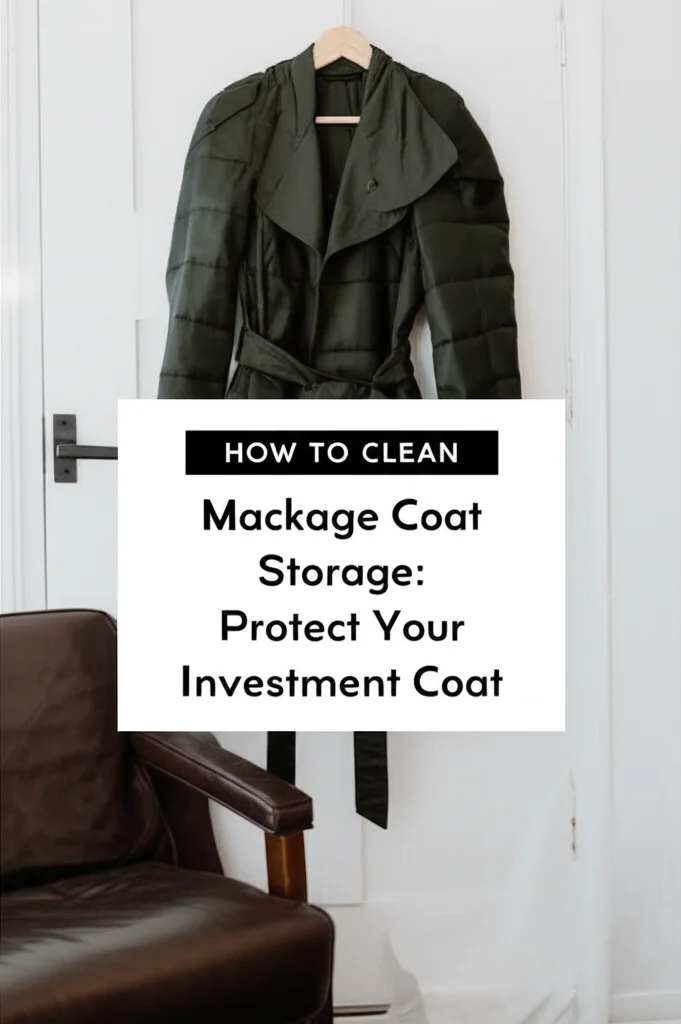 HOW TO CLEAN
Mackage Coat
Storage:
Protect Your
Investment Coat